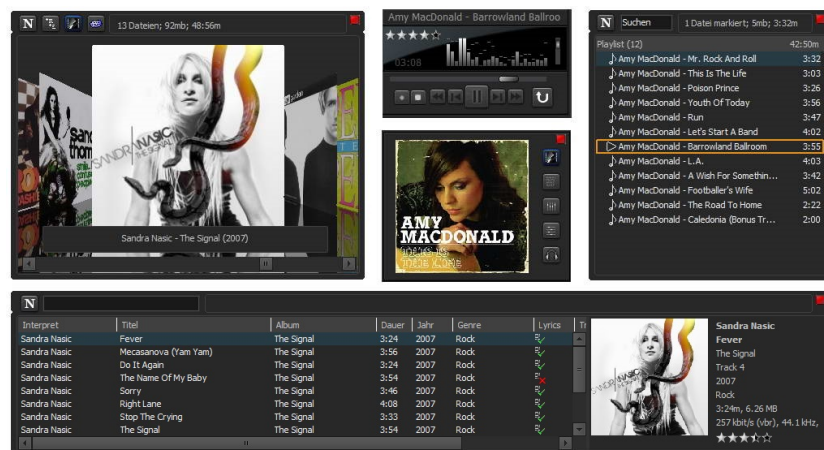 N
13 Dateien; 92mb; 48:56m
SANDRA NASIC
THE SIGNAL
Sandra Nasic - The Signal (2007)
Amy MacDonald - Barrowland Ballroo
03:08
AMY
MACDONALD
THIS IS
THE LIFE
N Suchen 1 Datei markiert; 5mb; 3:32m
Playlist (12) 42:50m
Amy MacDonald - Mr. Rock And Roll 3:32
Amy MacDonald - This Is The Life 3:03
Amy MacDonald - Poison Prince 3:26
Amy MacDonald - Youth Of Today 3:56
Amy MacDonald - Run 3:47
Amy MacDonald - Let's Start A Band 4:02
Amy MacDonald - Barrowland Ballroom 3:55
Amy MacDonald - L.A. 4:03
Amy MacDonald - A Wish For Somethin... 3:42
Amy MacDonald - Footballer's Wife 5:02
Amy MacDonald - The Road To Home 2:22
Amy MacDonald - Caledonia (Bonus Tr... 2:00
N
Interpret Titel Album Dauer Jahr Genre Lyrics Tr
Sandra Nasic Fever The Signal 3:24 2007 Rock
Sandra Nasic Mecasanova (Yam Yam) The Signal 3:56 2007 Rock
Sandra Nasic Do It Again The Signal 3:24 2007 Rock
Sandra Nasic The Name Of My Baby The Signal 3:54 2007 Rock
Sandra Nasic Sorry The Signal 3:46 2007 Rock
Sandra Nasic Right Lane The Signal 4:08 2007 Rock
Sandra Nasic Stop The Crying The Signal 3:33 2007 Rock
Sandra Nasic The Signal The Signal 3:54 2007 Rock
Sandra Nasic
Fever
The Signal
Track 4
2007
Rock
3:24m, 6.26 MB
257 kbit/s (vbr), 44.1 kHz,